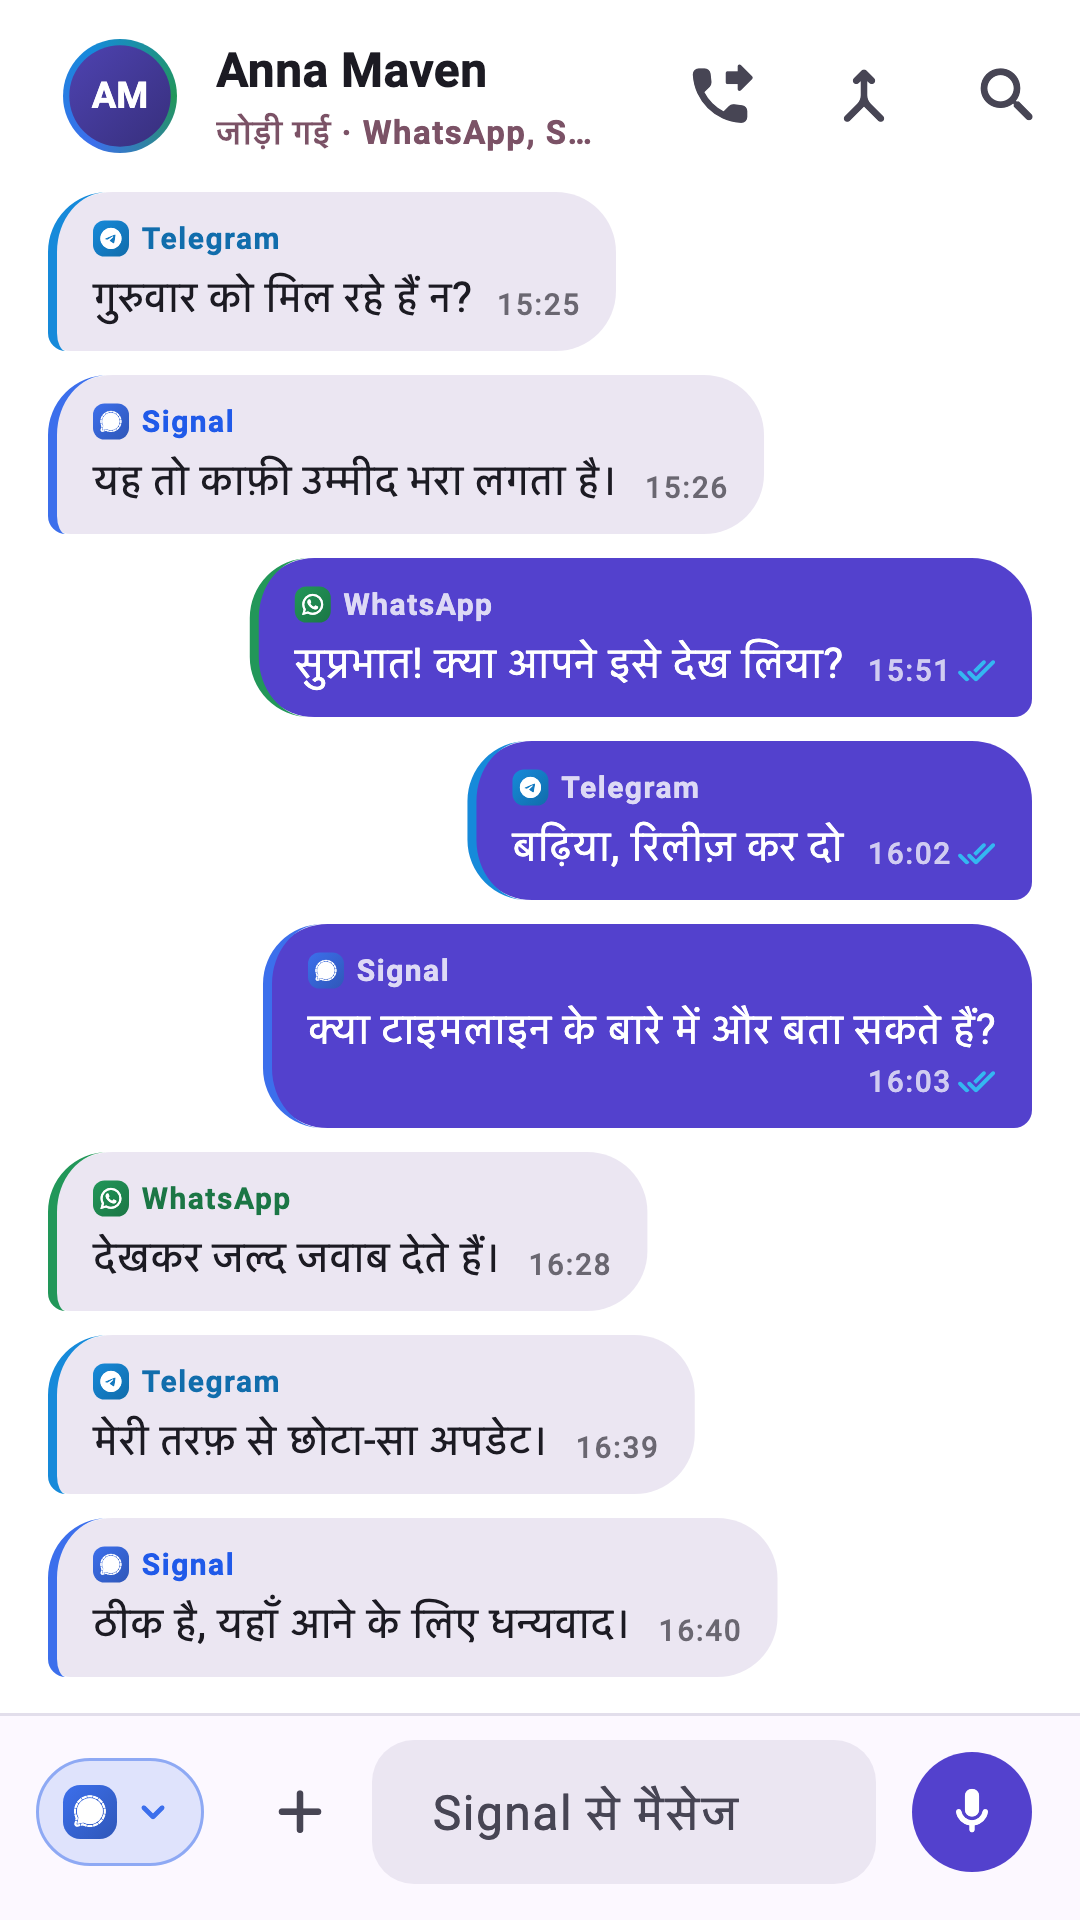 AM
Anna Maven
जोड़ी गई · WhatsApp, S...
Telegram
गुरुवार को मिल रहे हैं न? 15:25
Signal
यह तो काफ़ी उम्मीद भरा लगता है। 15:26
WhatsApp
सुप्रभात! क्या आपने इसे देख लिया? 15:51
Telegram
बढ़िया, रिलीज़ कर दो 16:02
Signal
क्या टाइमलाइन के बारे में और बता सकते हैं?
16:03
WhatsApp
देखकर जल्द जवाब देते हैं। 16:28
Telegram
मेरी तरफ़ से छोटा-सा अपडेट। 16:39
Signal
ठीक है, यहाँ आने के लिए धन्यवाद। 16:40
Signal से मैसेज